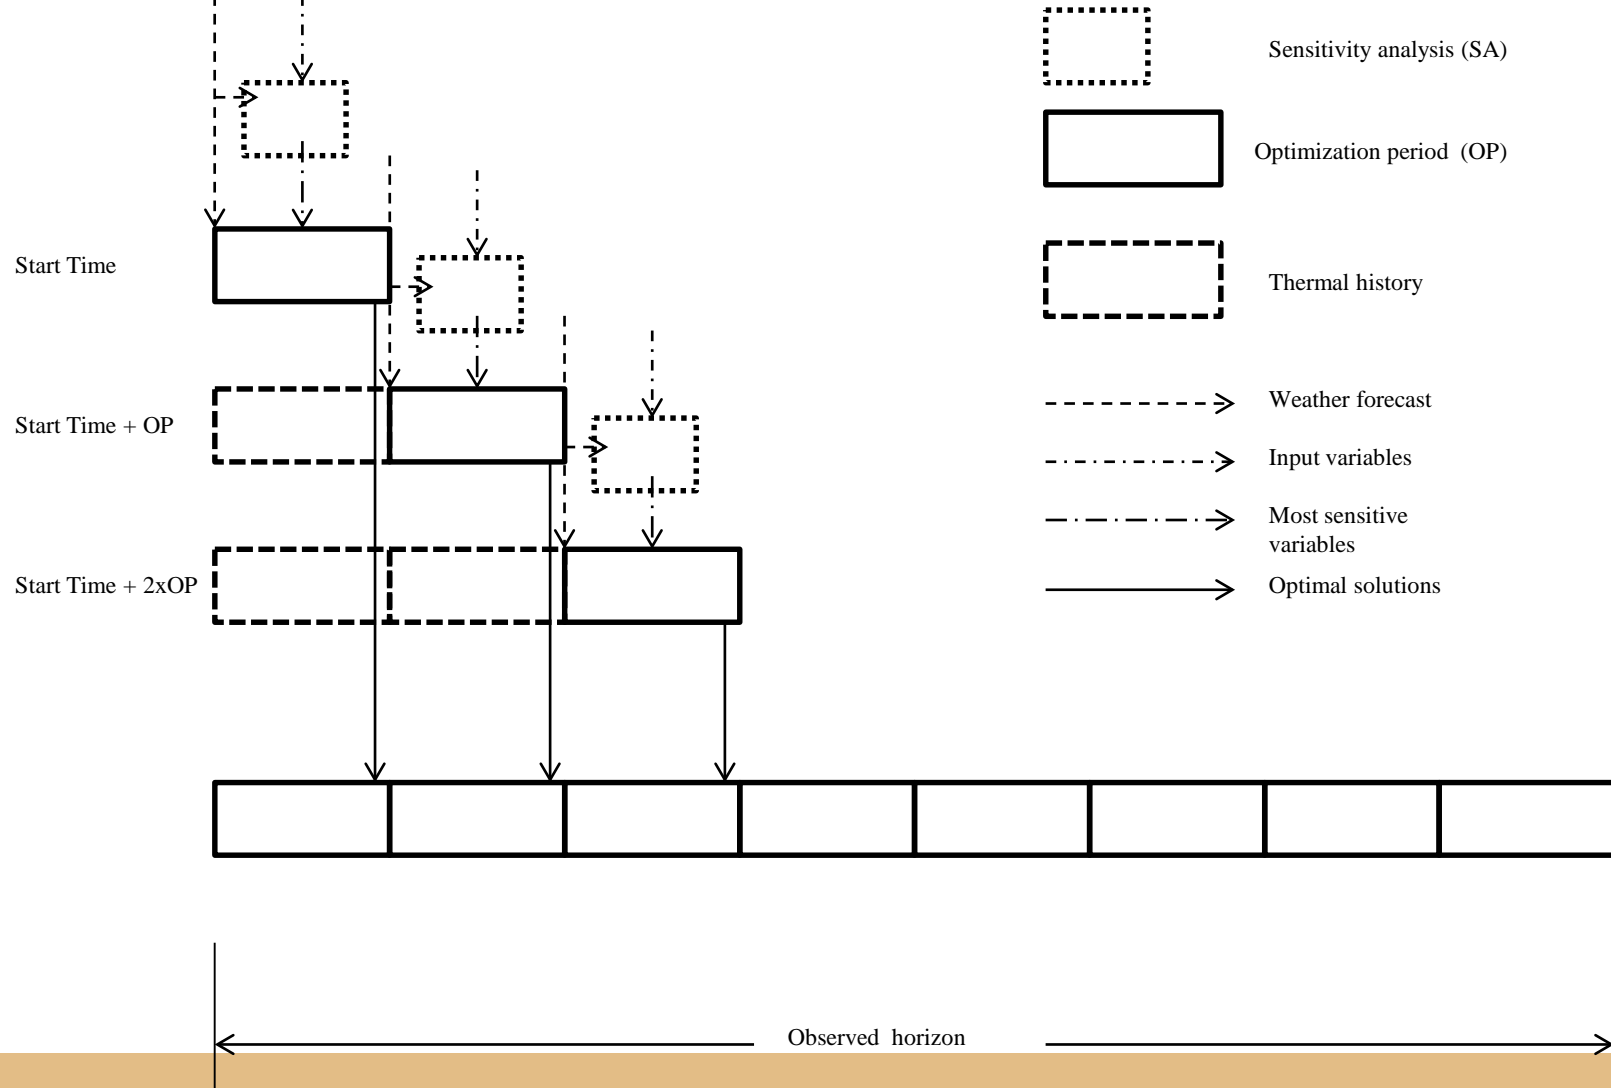 Sensitivity analysis (SA)
Optimization period (OP)
Start Time
Thermal history
Weather forecast
Start Time + OP
Input variables
Most sensitive
variables
Start Time + 2xOP
Optimal solutions
Observed horizon